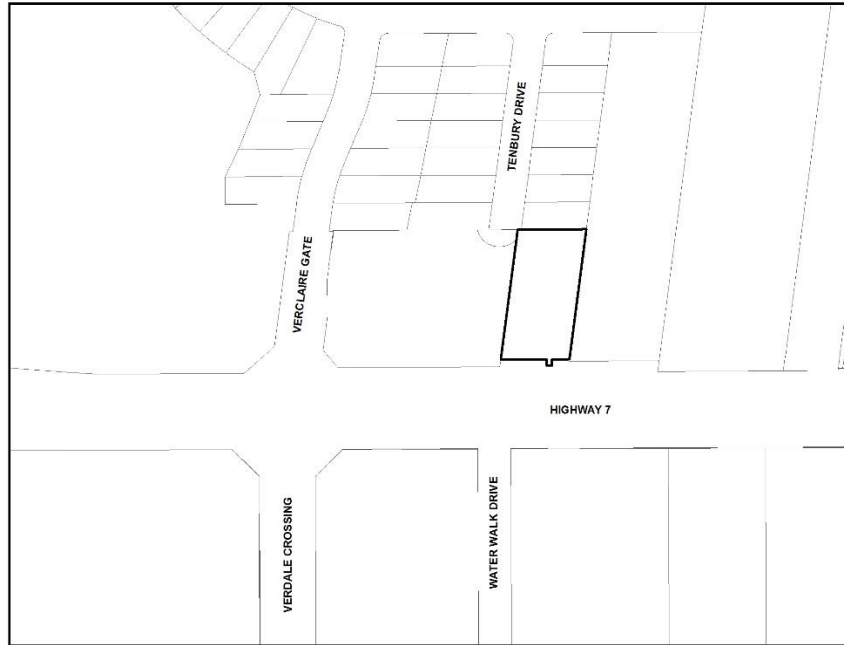 TENBURY DRIVE
VERCLAIRE GATE
HIGHWAY 7
VERDALE CROSSING
WATER WALK DRIVE